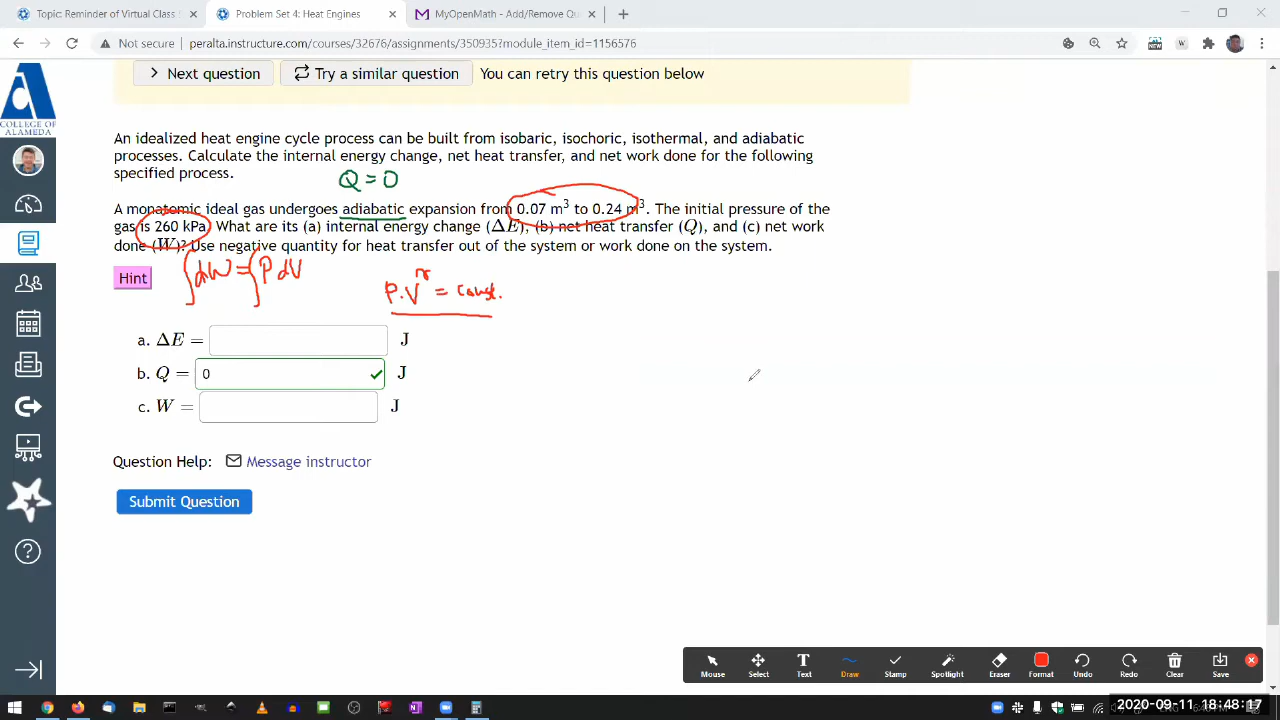 Topic: Reminder of Virtual Class
Problem Set 4: Heat Engines
MyOpenMath - Add/Remove Qu
Not secure
peralta.instructure.com/courses/32676/assignments/350935?module_item_id=1156576
COLLEGE OF
ALAMEDA
Next question
Try a similar question
You can retry this question below
An idealized heat engine cycle process can be built from isobaric, isochoric, isothermal, and adiabatic
processes. Calculate the internal energy change, net heat transfer, and net work done for the following
specified process.
Q = 0
A monatomic ideal gas undergoes adiabatic expansion from 0.07 m³ to 0.24 m³. The initial pressure of the
gas is 260 kPa. What are its (a) internal energy change (ΔE), (b) net heat transfer (Q), and (c) net work
done (W)? Use negative quantity for heat transfer out of the system or work done on the system.
Hint
∫dW = ∫P dV
P.V^r = const.
a. ΔE = J
b. Q = 0 J
c. W = J
Question Help: Message instructor
Submit Question
Mouse Select Text Draw Stamp Spotlight Eraser Format Undo Redo Clear Save
2020-09-11 18:48:17